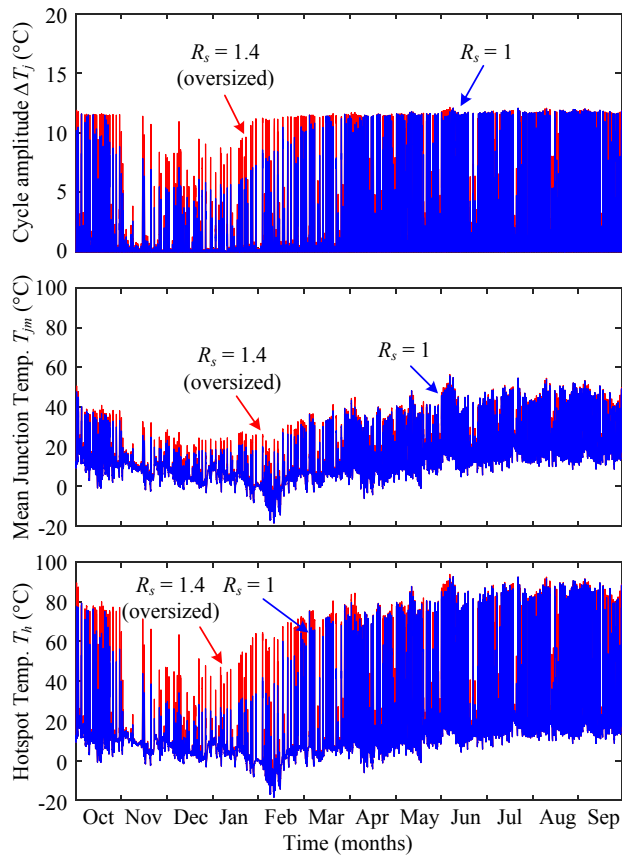 Cycle amplitude ΔTj (°C)
20
15
10
5
0
Rs = 1.4
(oversized)
Rs = 1
Mean Junction Temp. Tjm (°C)
100
80
60
40
20
0
-20
Rs = 1.4
(oversized)
Rs = 1
Hotspot Temp. Th (°C)
100
80
60
40
20
0
-20
Rs = 1.4 Rs = 1
(oversized)
Oct Nov Dec Jan Feb Mar Apr May Jun Jul Aug Sep
Time (months)